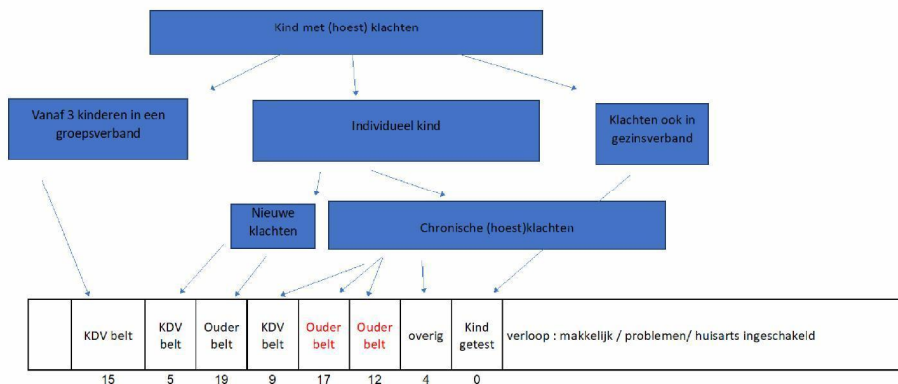 Kind met (hoest) klachten
Vanaf 3 kinderen in een
groepsverband
Individueel kind
Klachten ook in
gezinsverband
Nieuwe
klachten
Chronische (hoest)klachten
KDV belt
KDV
belt
Ouder
belt
KDV
belt
Ouder
belt
Ouder
belt
overig
Kind
getest
verloop : makkelijk / problemen/ huisarts ingeschakeld
15 5 19 9 17 12 4 0